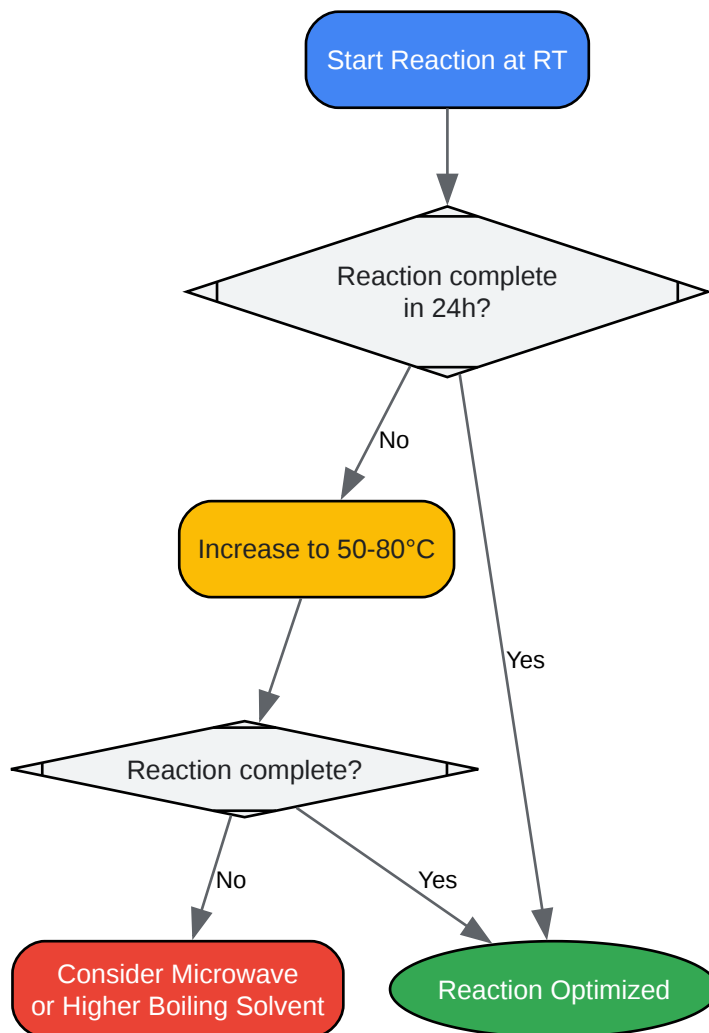 Start Reaction at RT
Reaction complete
in 24h?
No
Increase to 50-80°C
Yes
Reaction complete?
No
Yes
Consider Microwave
or Higher Boiling Solvent
Reaction Optimized